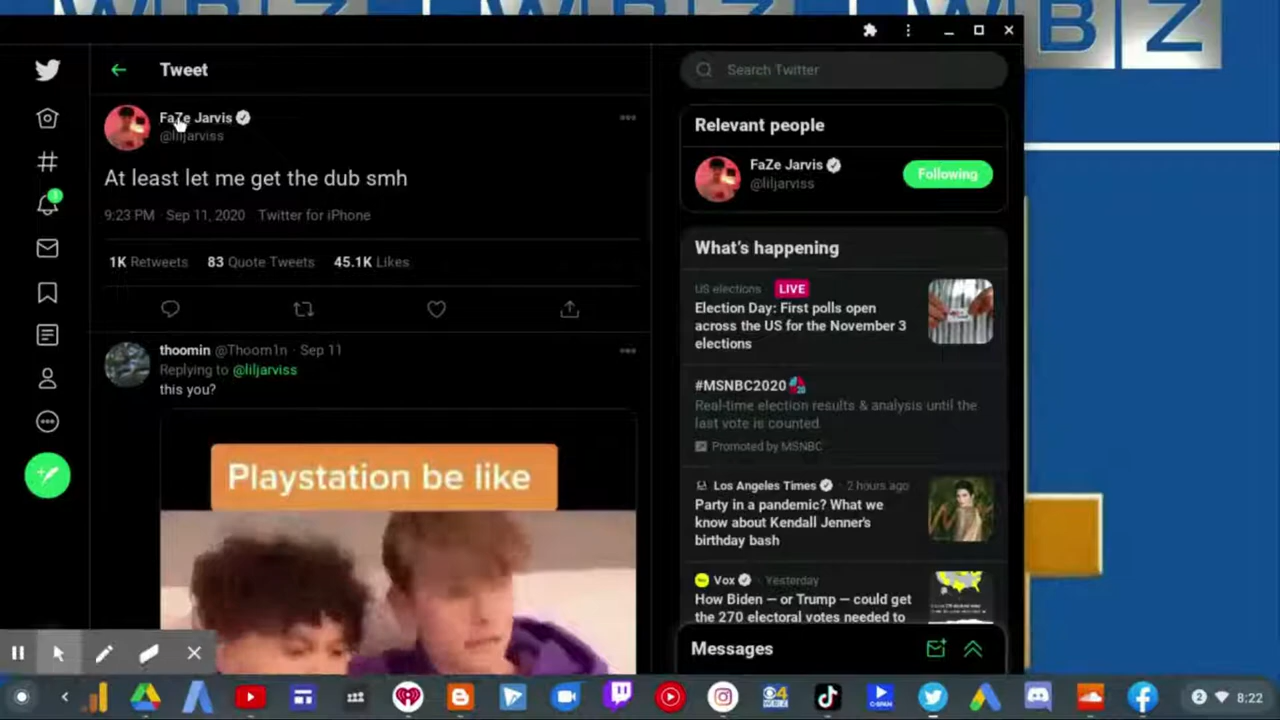 WBZ WBZ WBZ
Tweet
FaZe Jarvis
@liljarviss
At least let me get the dub smh
9:23 PM · Sep 11, 2020 Twitter for iPhone
1K Retweets 83 Quote Tweets 45.1K Likes
thoomin @Thoom1n · Sep 11
Replying to @liljarviss
this you?
Playstation be like
Search Twitter
Relevant people
FaZe Jarvis
@liljarviss
Following
What's happening
US elections LIVE
Election Day: First polls open
across the US for the November 3
elections
#MSNBC2020
Real-time election results & analysis until the
last vote is counted
Promoted by MSNBC
Los Angeles Times · 2 hours ago
Party in a pandemic? What we
know about Kendall Jenner's
birthday bash
Vox · Yesterday
How Biden — or Trump — could get
the 270 electoral votes needed to
Messages
2 8:22